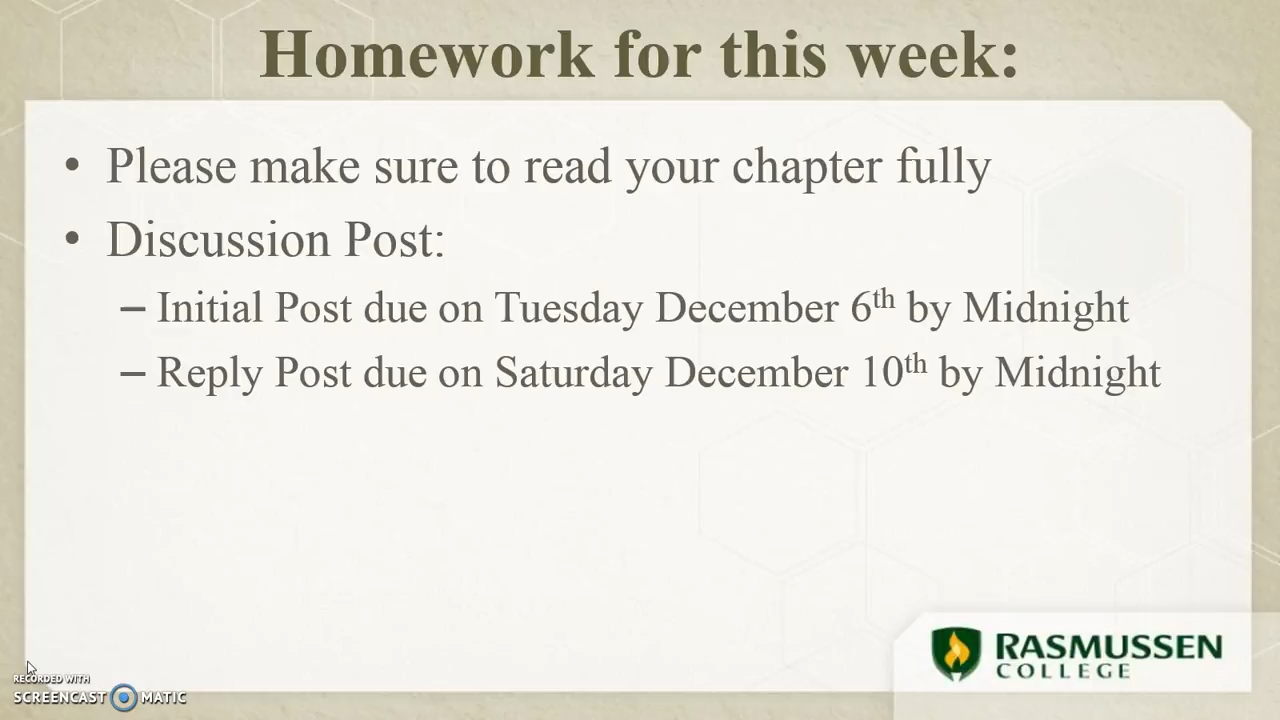 Homework for this week:
• Please make sure to read your chapter fully
• Discussion Post:
– Initial Post due on Tuesday December 6th by Midnight
– Reply Post due on Saturday December 10th by Midnight
RASMUSSEN
COLLEGE
RECORDED WITH
SCREENCAST MATIC